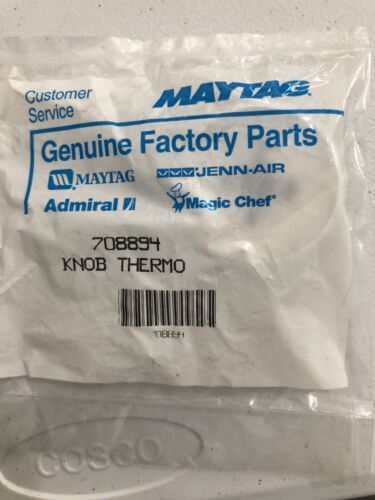 Customer
Service
MAYTAG
Genuine Factory Parts
MAYTAG
JENN-AIR
Admiral
Magic Chef®
708894
KNOB THERMO
708894
COSCO